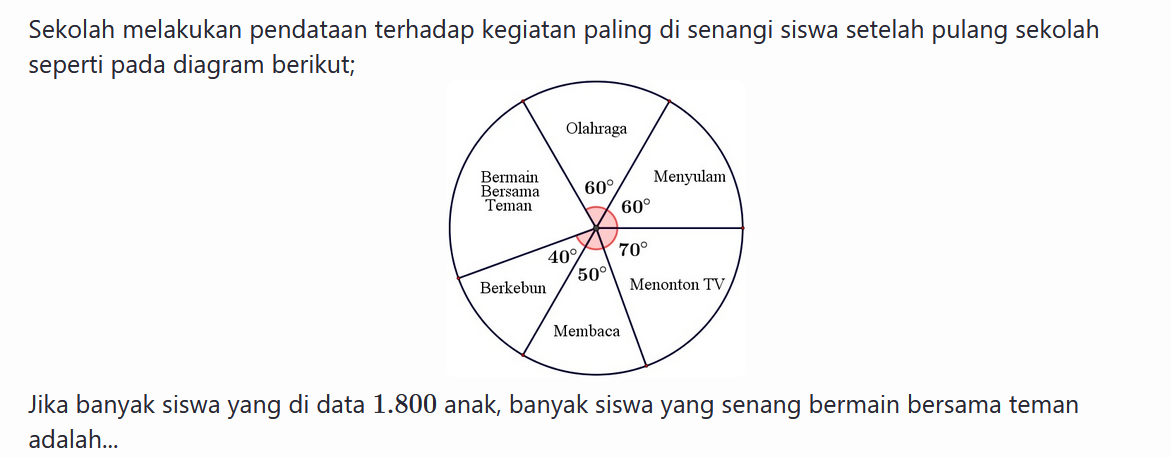 Sekolah melakukan pendataan terhadap kegiatan paling di senangi siswa setelah pulang sekolah
seperti pada diagram berikut;
Olahraga
Bermain
Bersama
Teman
Menyulam
60°
60°
40°
70°
50°
Berkebun
Menonton TV
Membaca
Jika banyak siswa yang di data 1.800 anak, banyak siswa yang senang bermain bersama teman
adalah...